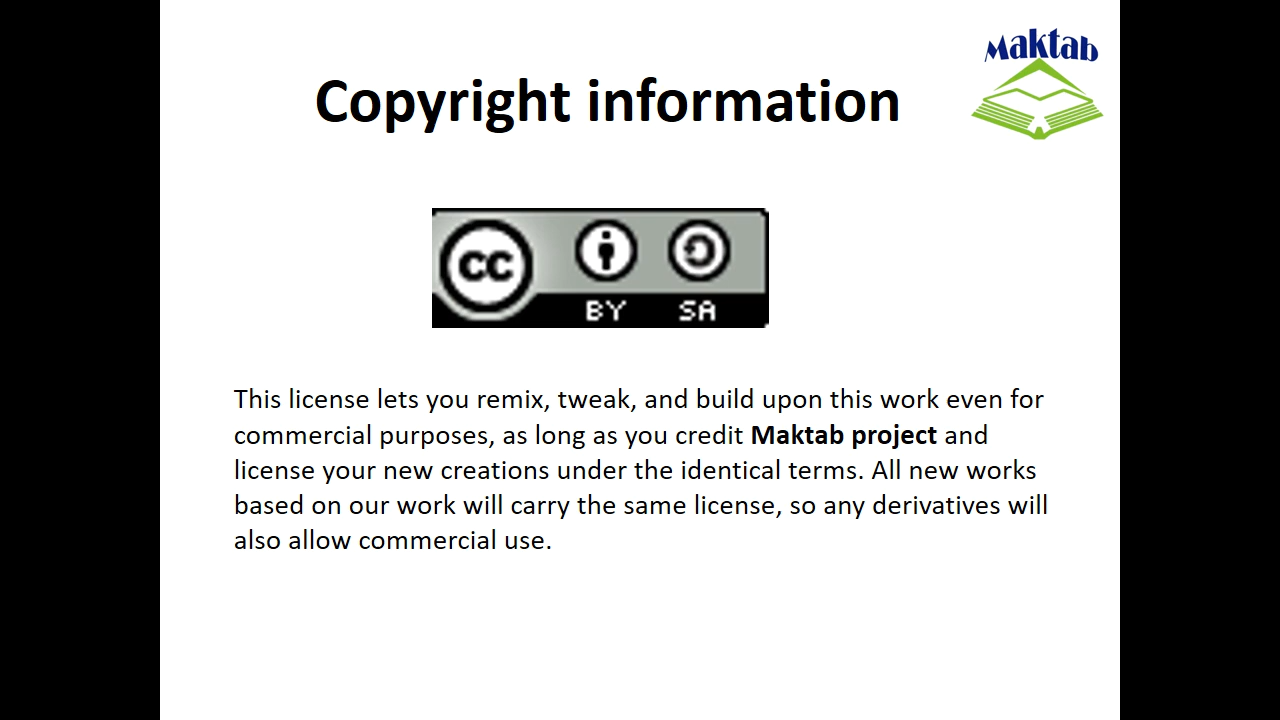 Maktab
Copyright information
CC
BY SA
This license lets you remix, tweak, and build upon this work even for
commercial purposes, as long as you credit Maktab project and
license your new creations under the identical terms. All new works
based on our work will carry the same license, so any derivatives will
also allow commercial use.